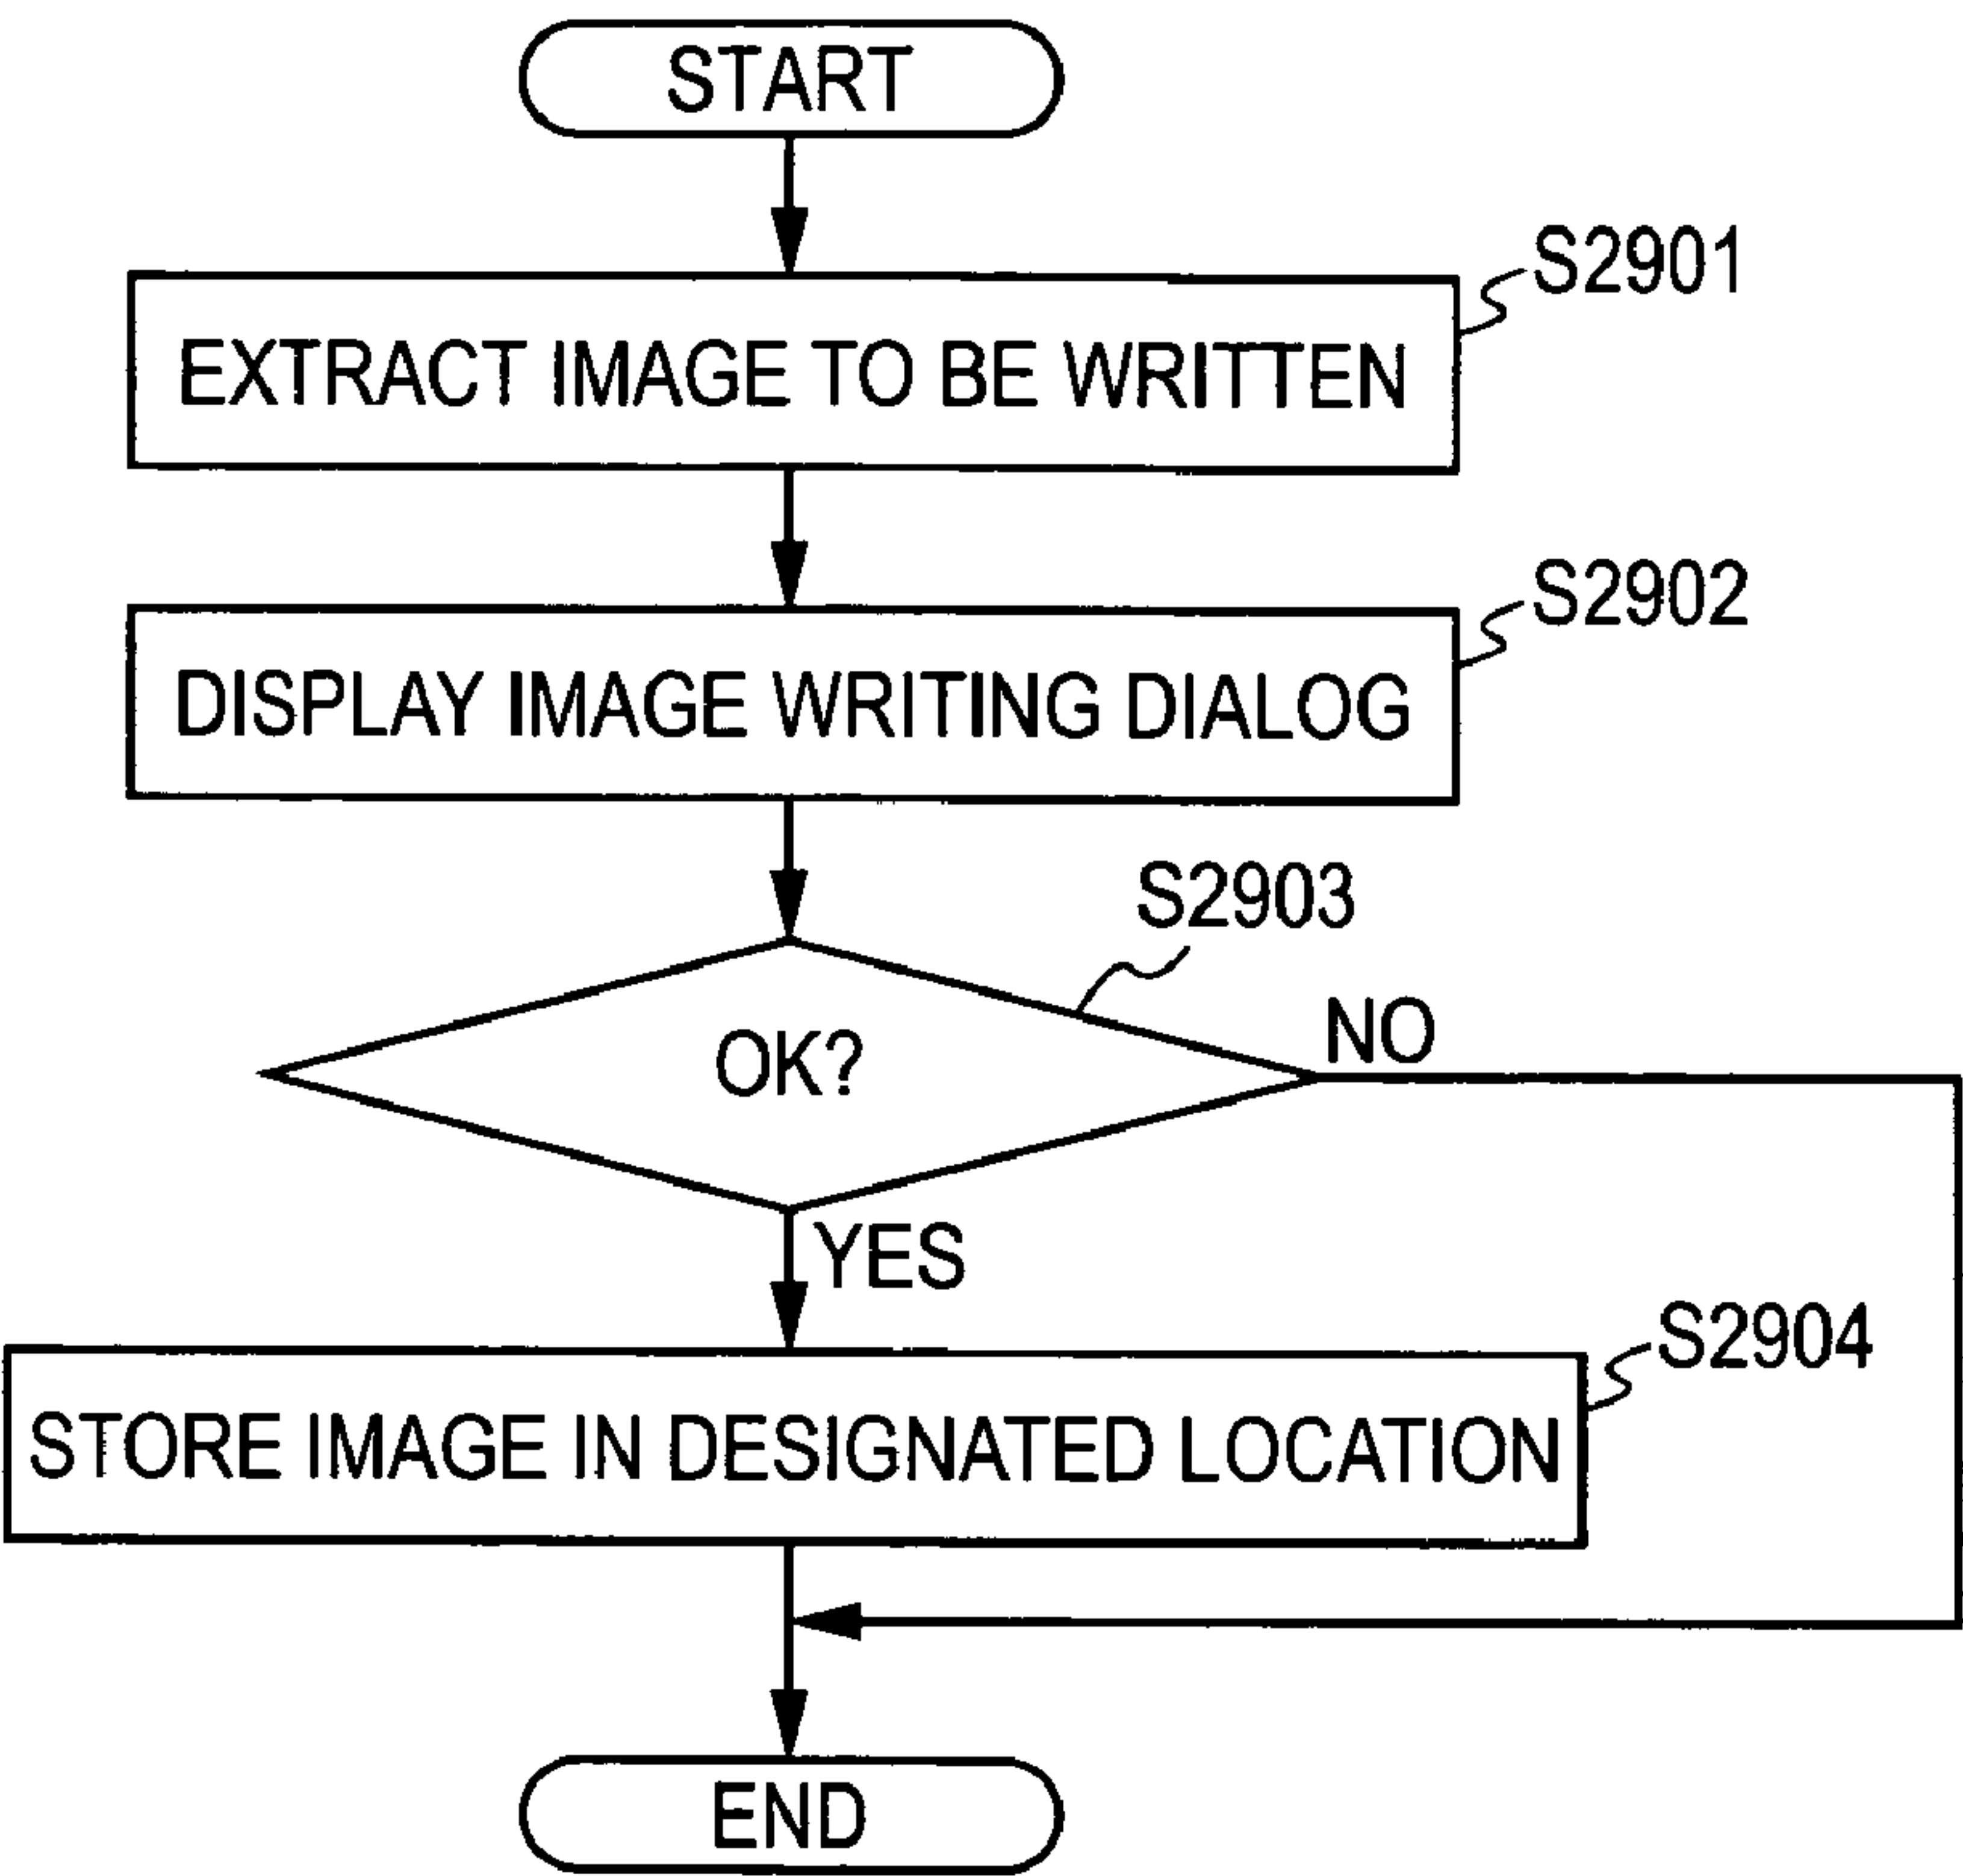 START
S2901
EXTRACT IMAGE TO BE WRITTEN
S2902
DISPLAY IMAGE WRITING DIALOG
S2903
OK?
NO
YES
S2904
STORE IMAGE IN DESIGNATED LOCATION
END